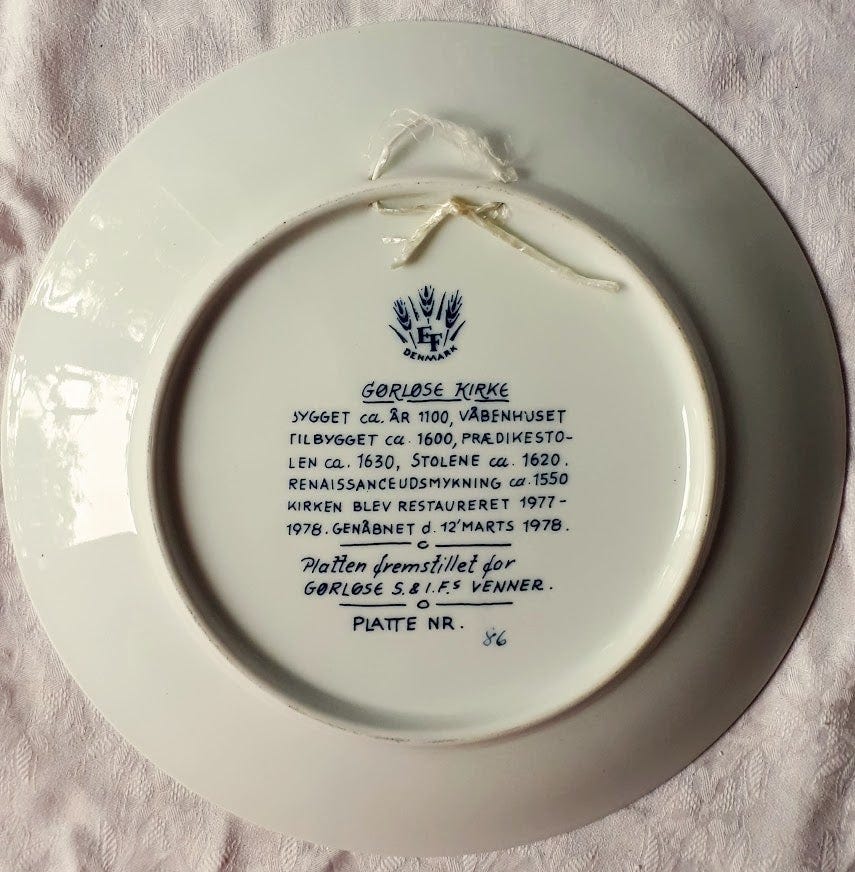 EF
DENMARK
GØRLØSE KIRKE
BYGGET ca. ÅR 1100, VÅBENHUSET
TILBYGGET ca. 1600, PRÆDIKESTO-
LEN ca. 1630, STOLENE ca. 1620.
RENAISSANCEUDSMYKNING ca. 1550
KIRKEN BLEV RESTAURERET 1977-
1978. GENÅBNET d. 12' MARTS 1978.
Platten fremstillet for
GØRLØSE S. & I.F.s VENNER.
PLATTE NR. 86